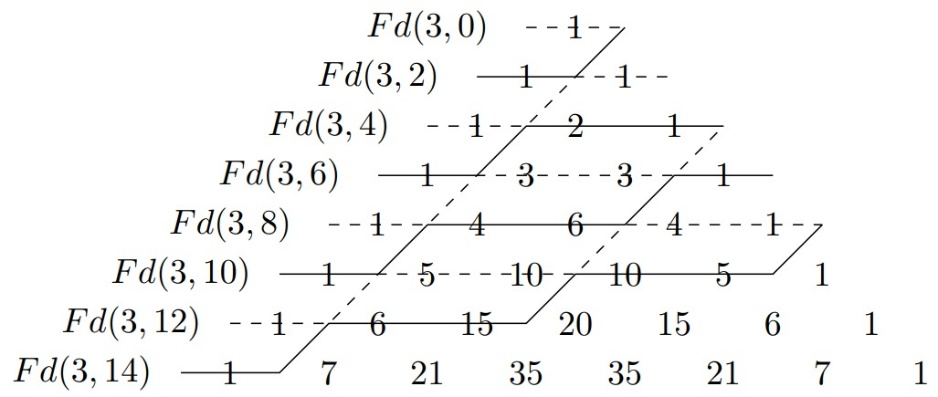 Fd(3, 0) 1
Fd(3, 2) 1 1
Fd(3, 4) 1 2 1
Fd(3, 6) 1 3 3 1
Fd(3, 8) 1 4 6 4 1
Fd(3, 10) 1 5 10 10 5 1
Fd(3, 12) 1 6 15 20 15 6 1
Fd(3, 14) 1 7 21 35 35 21 7 1